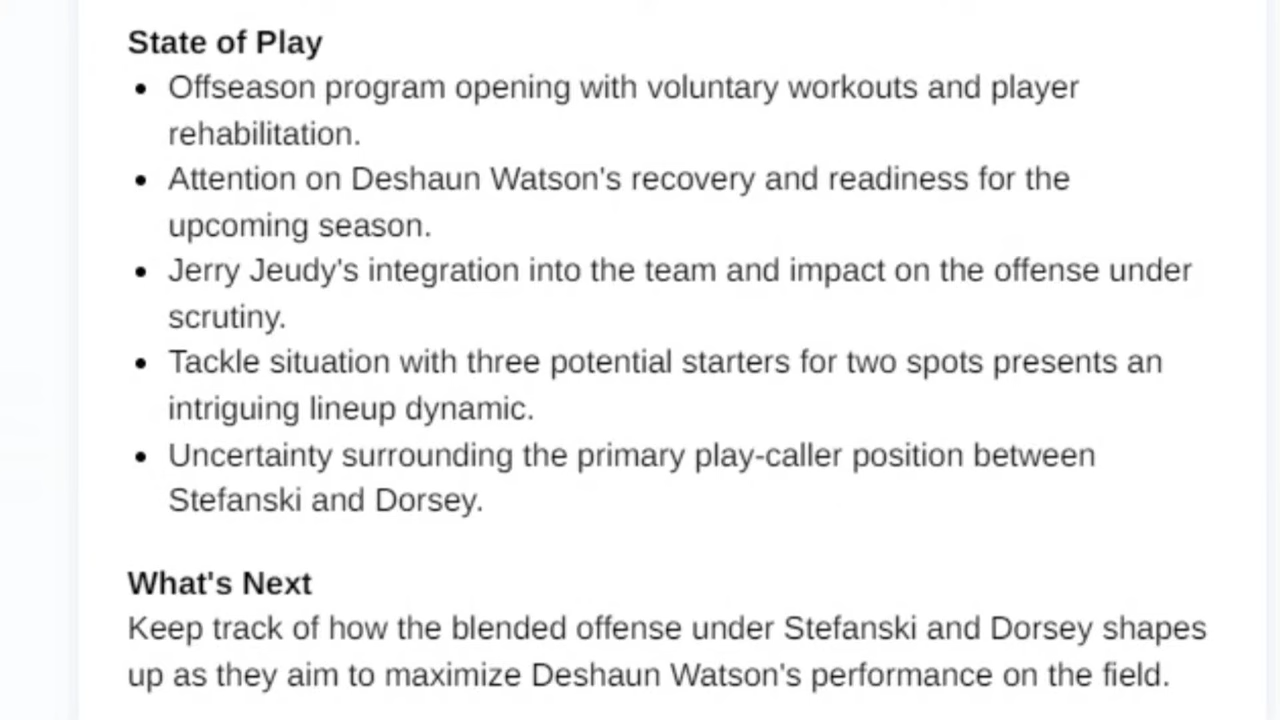 State of Play
• Offseason program opening with voluntary workouts and player
rehabilitation.
• Attention on Deshaun Watson's recovery and readiness for the
upcoming season.
• Jerry Jeudy's integration into the team and impact on the offense under
scrutiny.
• Tackle situation with three potential starters for two spots presents an
intriguing lineup dynamic.
• Uncertainty surrounding the primary play-caller position between
Stefanski and Dorsey.
What's Next
Keep track of how the blended offense under Stefanski and Dorsey shapes
up as they aim to maximize Deshaun Watson's performance on the field.